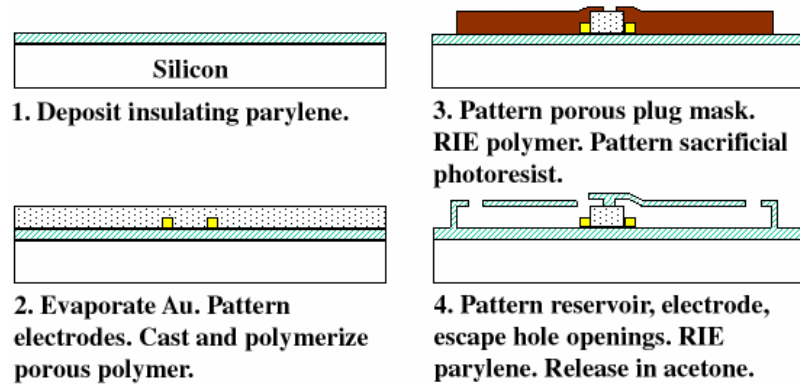 Silicon
1. Deposit insulating parylene.
2. Evaporate Au. Pattern
electrodes. Cast and polymerize
porous polymer.
3. Pattern porous plug mask.
RIE polymer. Pattern sacrificial
photoresist.
4. Pattern reservoir, electrode,
escape hole openings. RIE
parylene. Release in acetone.